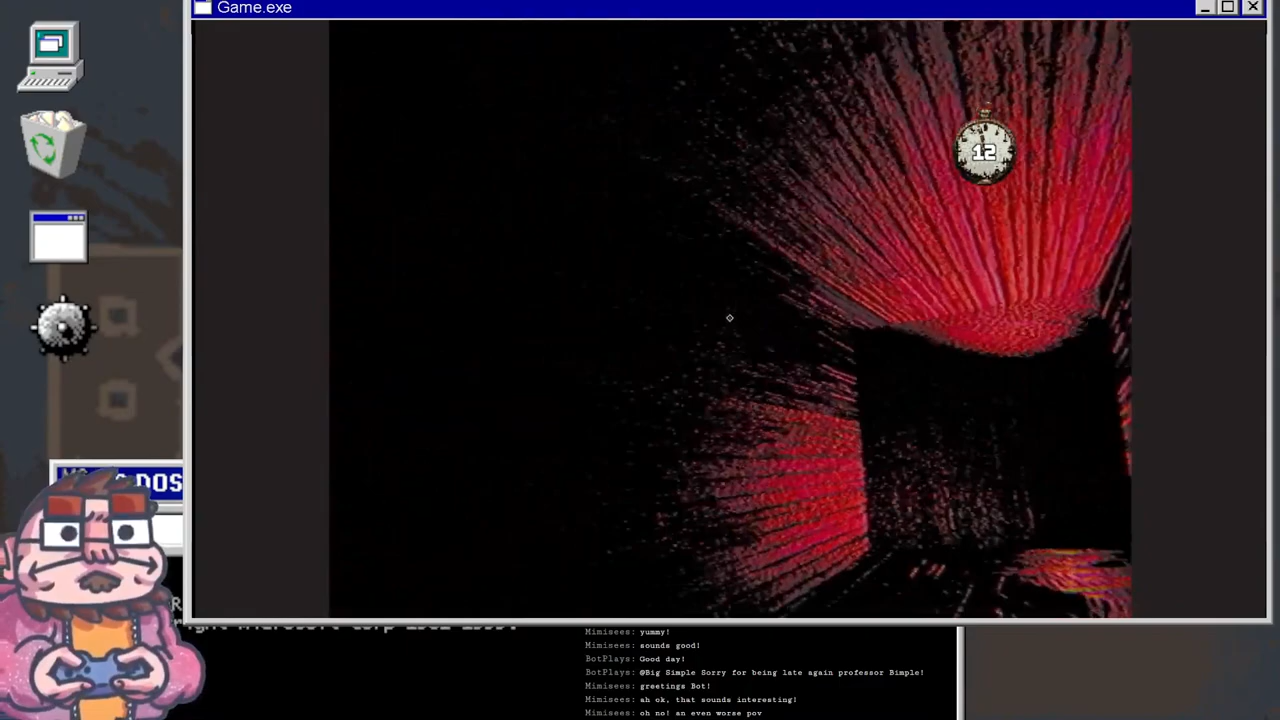 Game.exe
12
DOS
Mimisees: yummy!
Mimisees: sounds good!
BotPlays: Good day!
BotPlays: @Big Simple Sorry for being late again professor Bimple!
Mimisees: greetings Bot!
Mimisees: ah ok, that sounds interesting!
Mimisees: oh no! an even worse pov